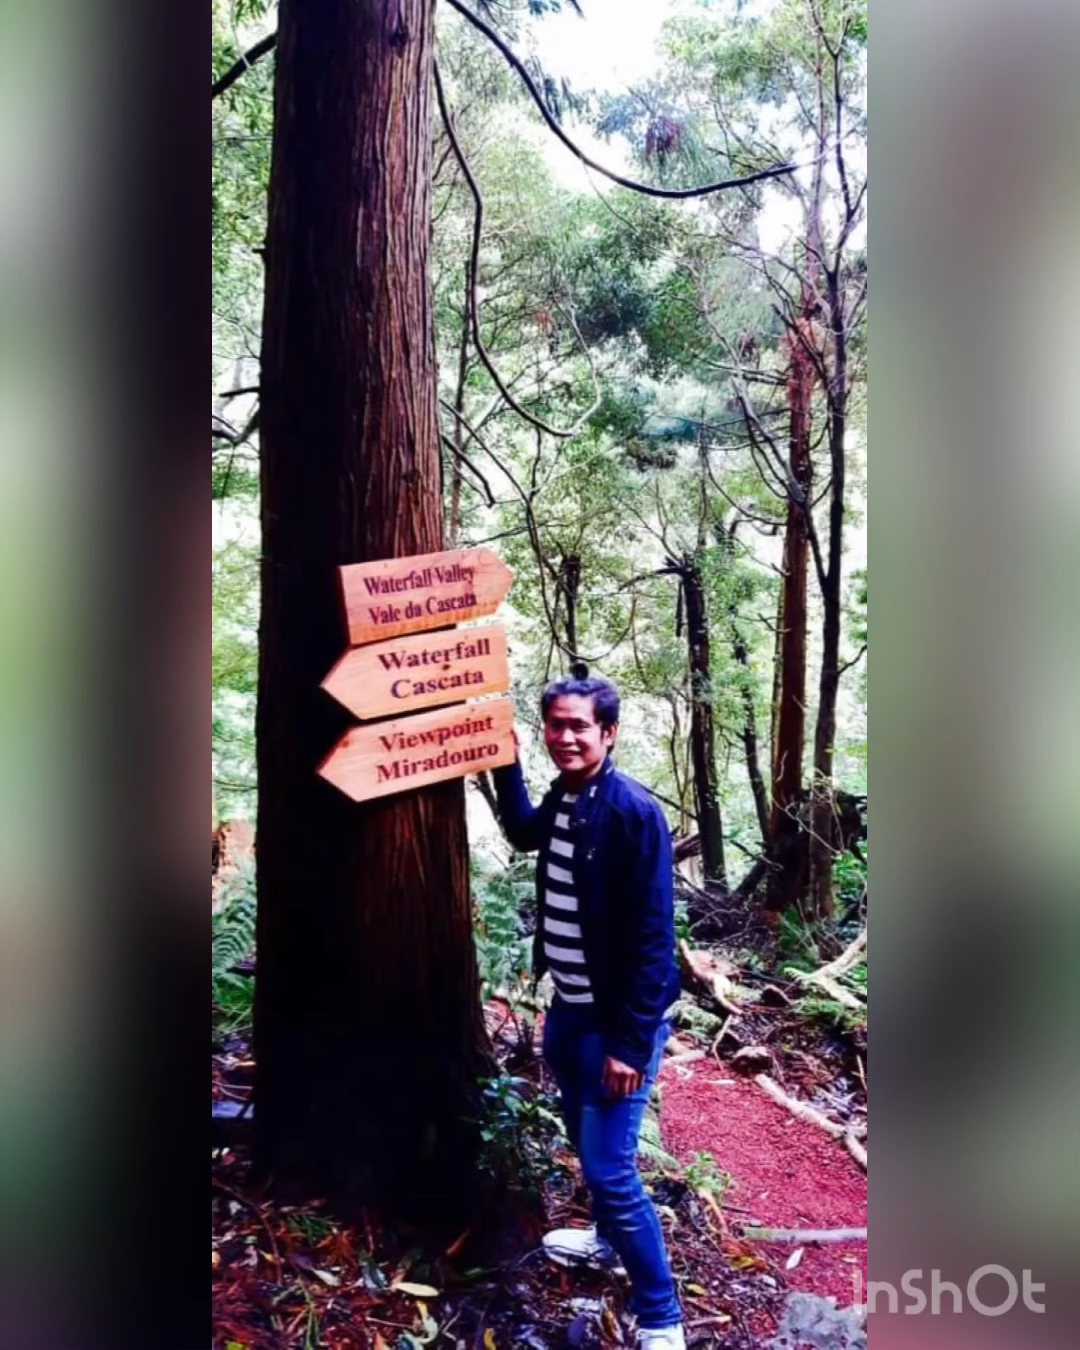 Waterfall Valley
Vale da Cascata
Waterfall
Cascata
Viewpoint
Miradouro
InShOt